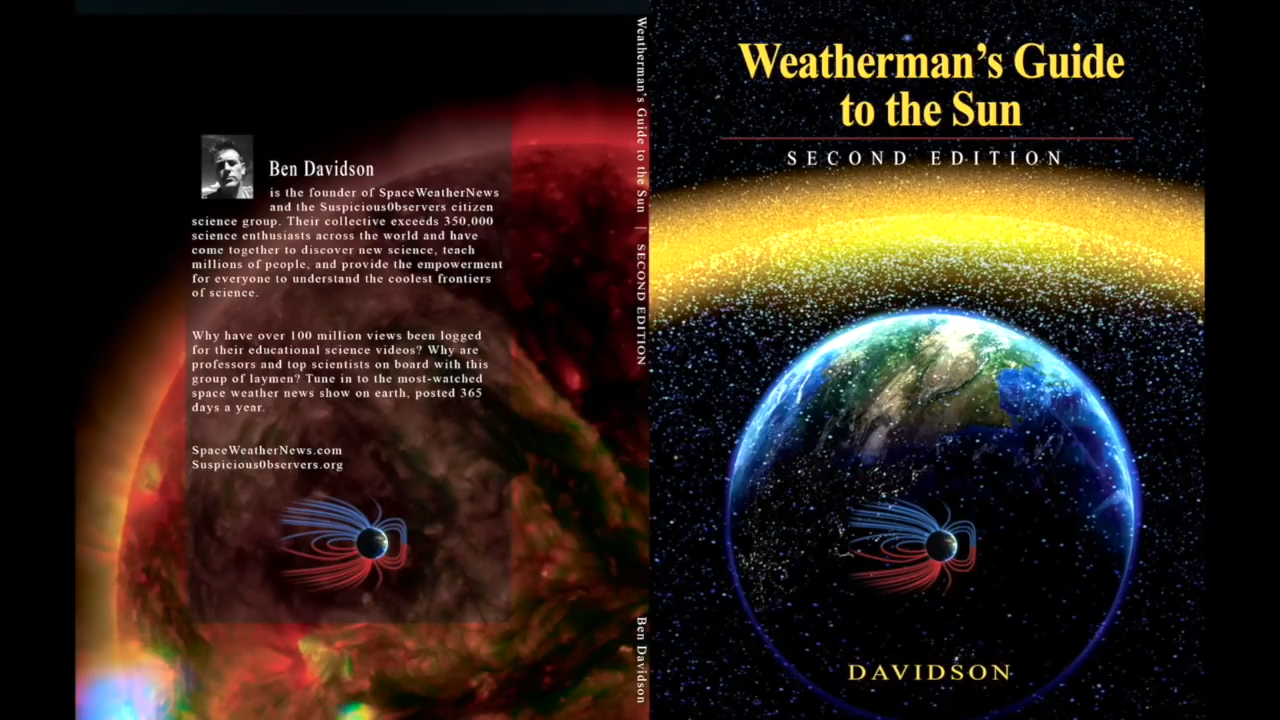 Ben Davidson
is the founder of SpaceWeatherNews
and the Suspicious0bservers citizen
science group. Their collective exceeds 350,000
science enthusiasts across the world and have
come together to discover new science, teach
millions of people, and provide the empowerment
for everyone to understand the coolest frontiers
of science.
Why have over 100 million views been logged
for their educational science videos? Why are
professors and top scientists on board with this
group of laymen? Tune in to the most-watched
space weather news show on earth, posted 365
days a year.
SpaceWeatherNews.com
Suspicious0bservers.org
Weatherman's Guide to the Sun | SECOND EDITION
Ben Davidson
Weatherman's Guide
to the Sun
SECOND EDITION
DAVIDSON